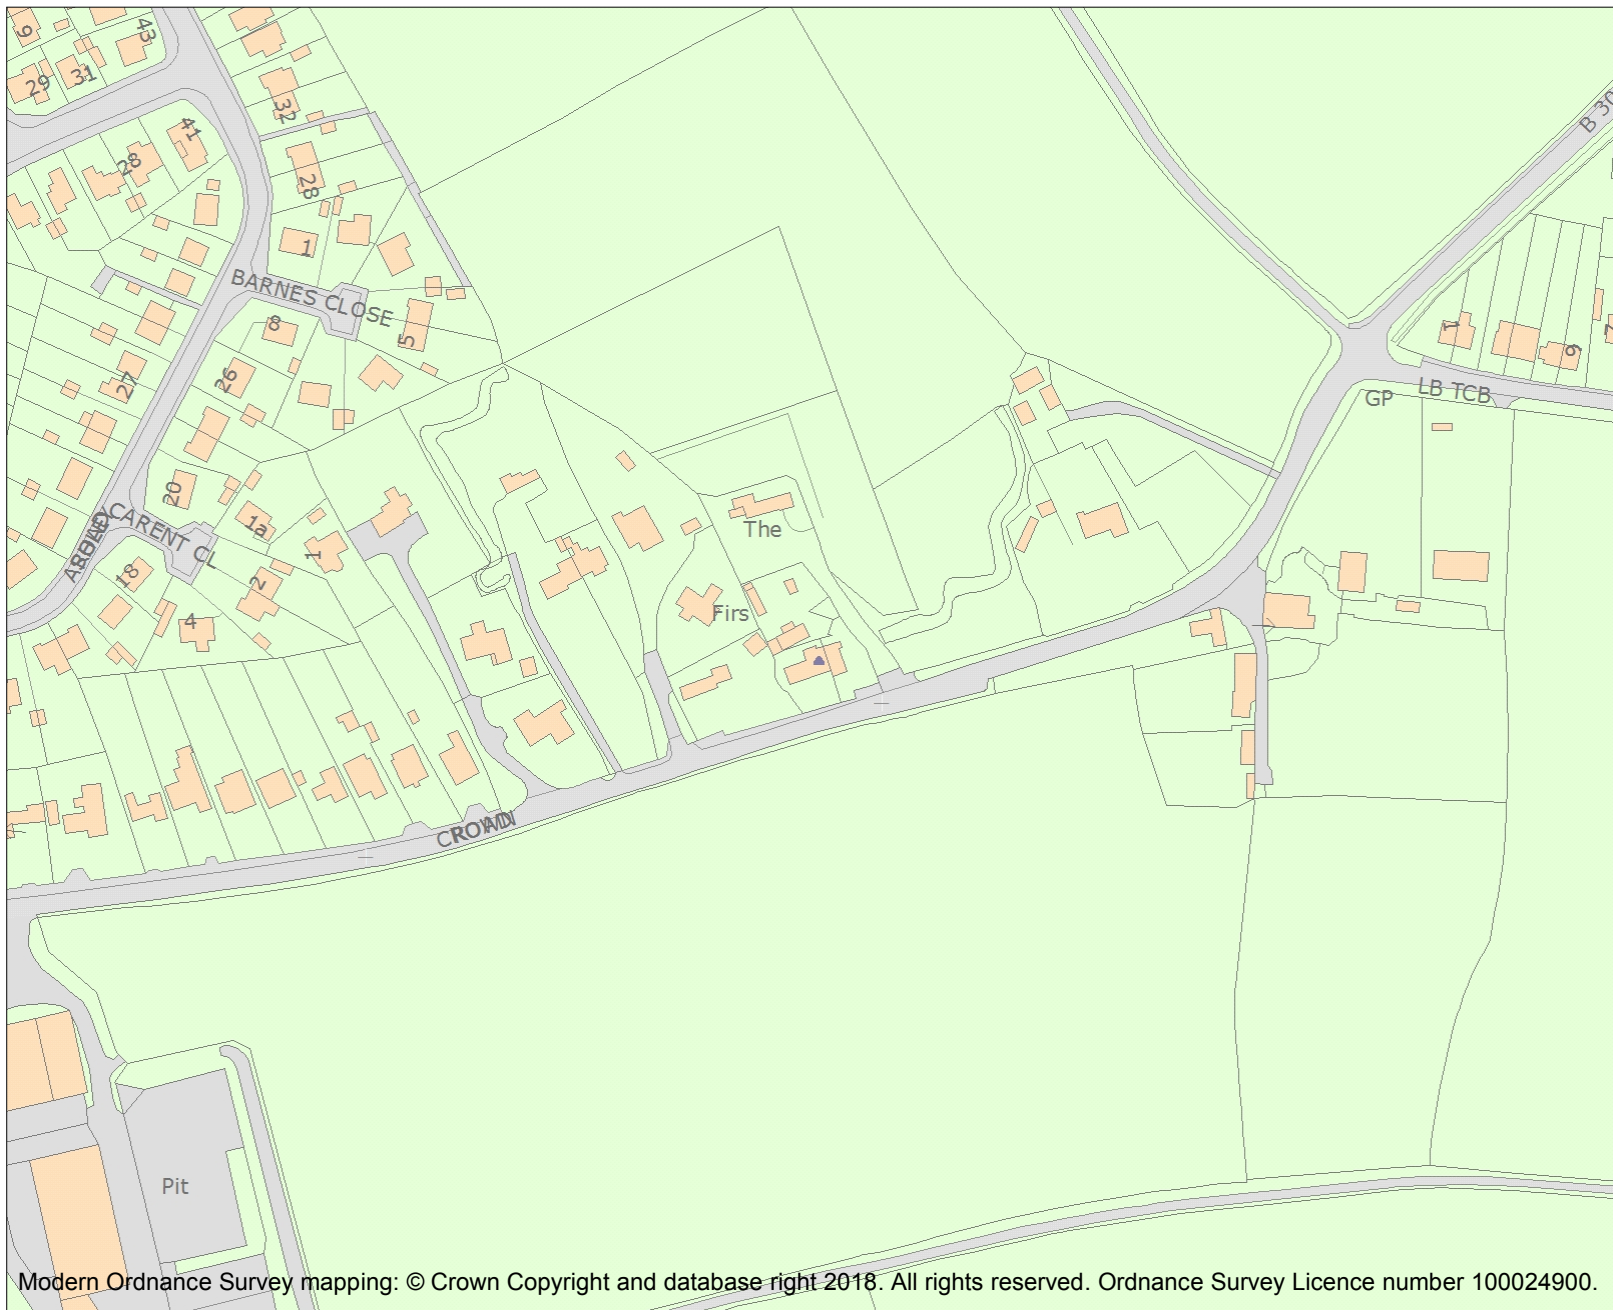 9
43
29
31
32
B 30
41
28
28
1
BARNES CLOSE
8
5
1
6
27
26
LB TCB
GP
20
CARENT CL
1a
The
1
18
2
Firs
4
CROWN
ROAD
Pit
Modern Ordnance Survey mapping: © Crown Copyright and database right 2018. All rights reserved. Ordnance Survey Licence number 100024900.